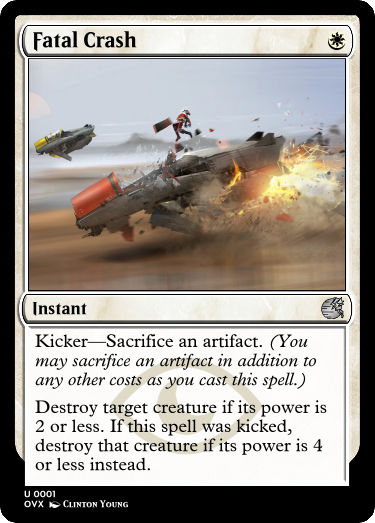 Fatal Crash
Instant
Kicker—Sacrifice an artifact. (You
may sacrifice an artifact in addition to
any other costs as you cast this spell.)
Destroy target creature if its power is
2 or less. If this spell was kicked,
destroy that creature if its power is 4
or less instead.
U 0001
OVX Clinton Young